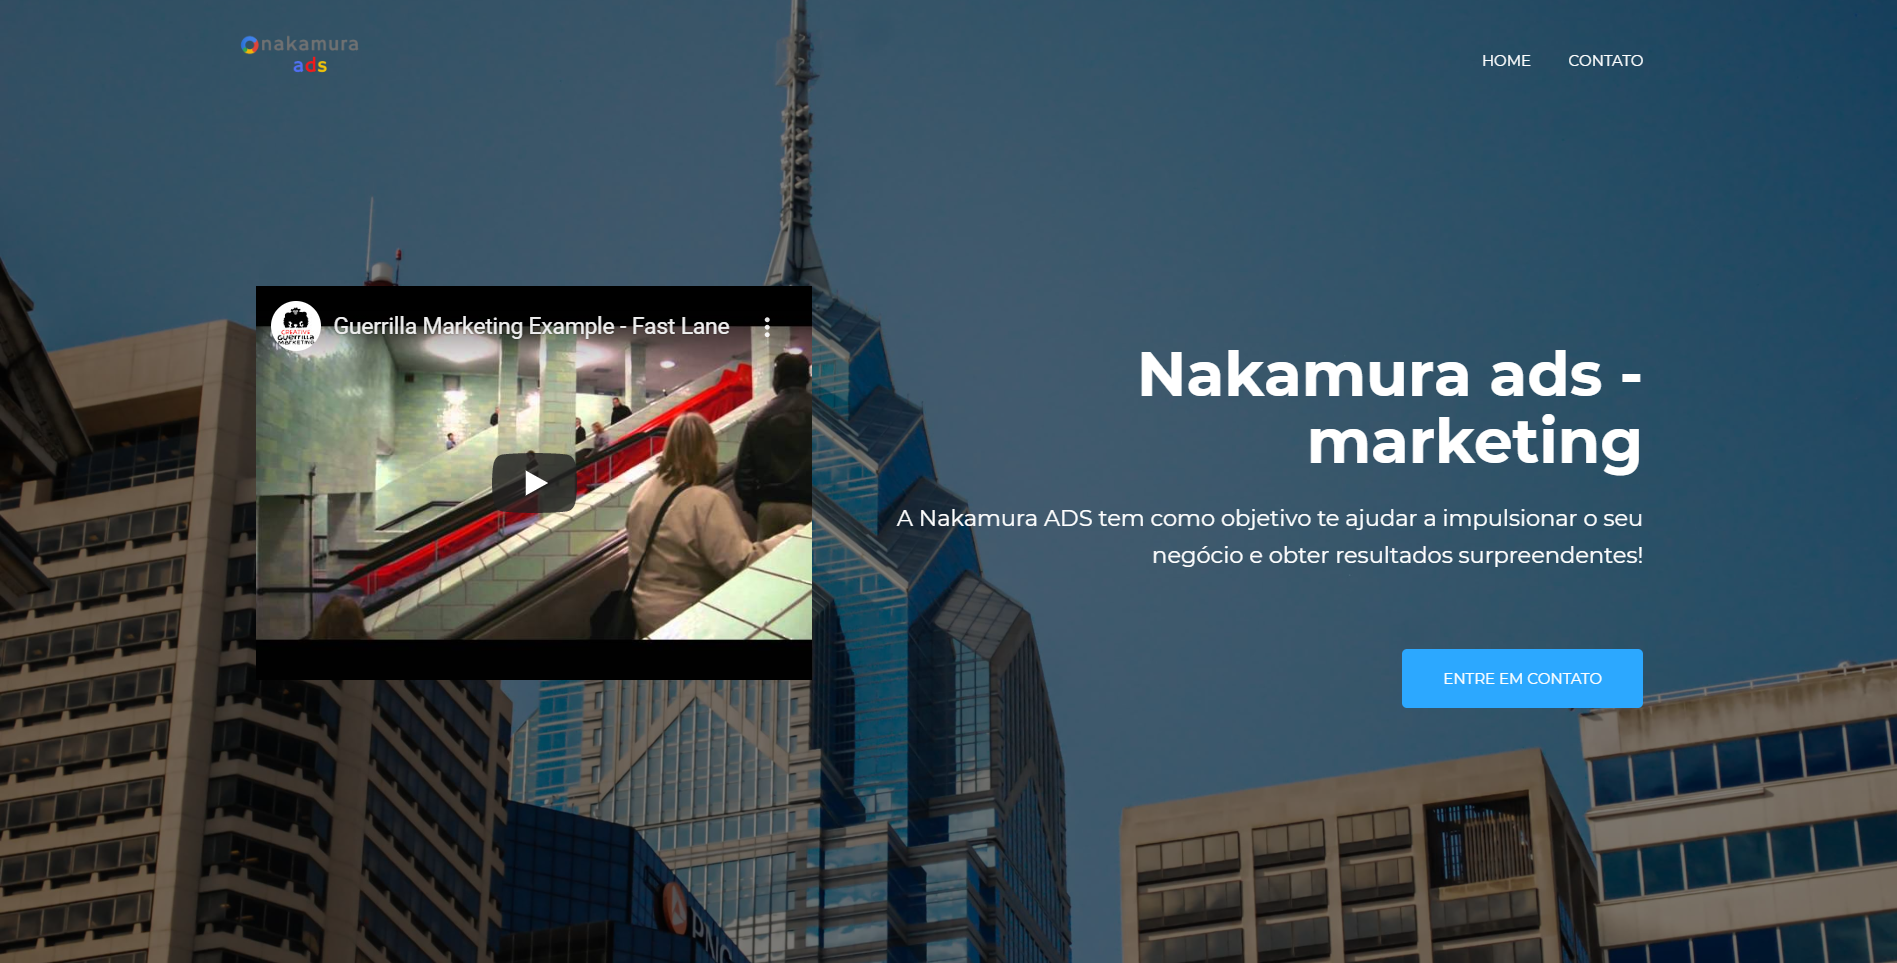 nakamura
ads
HOME
CONTATO
CREATIVE
GUERRILLA
MARKETING
Guerrilla Marketing Example - Fast Lane
Nakamura ads -
marketing
A Nakamura ADS tem como objetivo te ajudar a impulsionar o seu
negócio e obter resultados surpreendentes!
ENTRE EM CONTATO
PNC